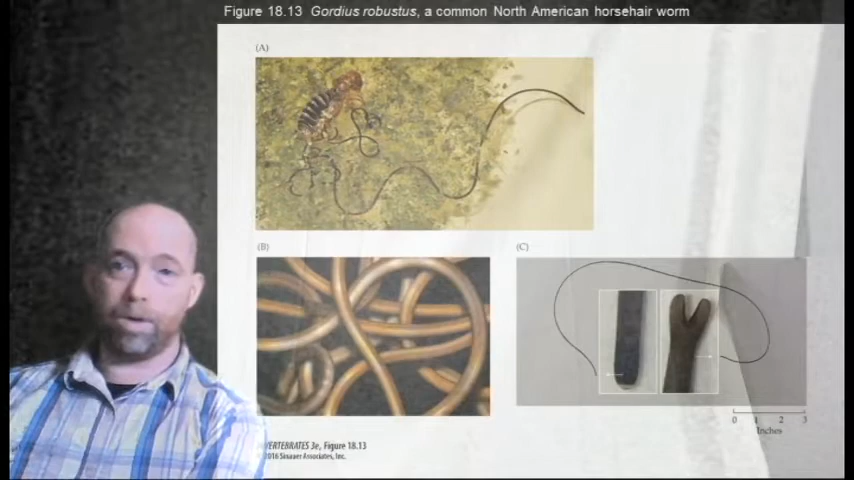 Figure 18.13 Gordius robustus, a common North American horsehair worm
(A)
(B)
(C)
0 1 2 3
Inches
VERTEBRATES 3e, Figure 18.13
2016 Sinauer Associates, Inc.